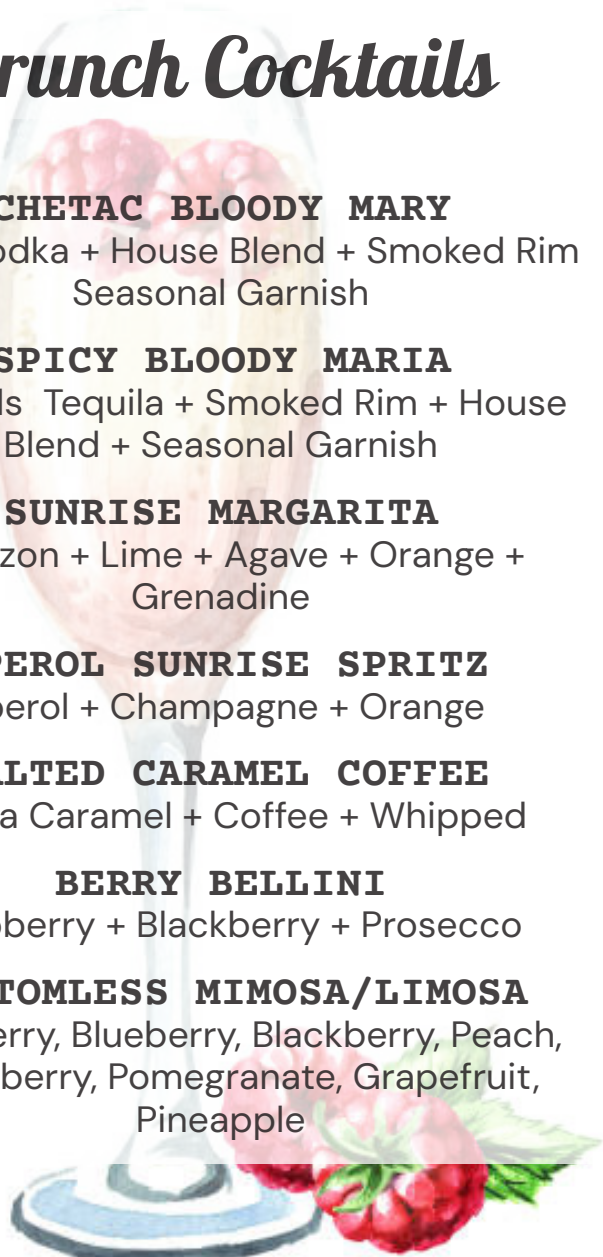 runch Cocktails
CHETAC BLOODY MARY
odka + House Blend + Smoked Rim
Seasonal Garnish
SPICY BLOODY MARIA
ls Tequila + Smoked Rim + House
Blend + Seasonal Garnish
SUNRISE MARGARITA
zon + Lime + Agave + Orange +
Grenadine
PEROL SUNRISE SPRITZ
perol + Champagne + Orange
LTED CARAMEL COFFEE
a Caramel + Coffee + Whipped
BERRY BELLINI
berry + Blackberry + Prosecco
TOMLESS MIMOSA/LIMOSA
erry, Blueberry, Blackberry, Peach,
berry, Pomegranate, Grapefruit,
Pineapple